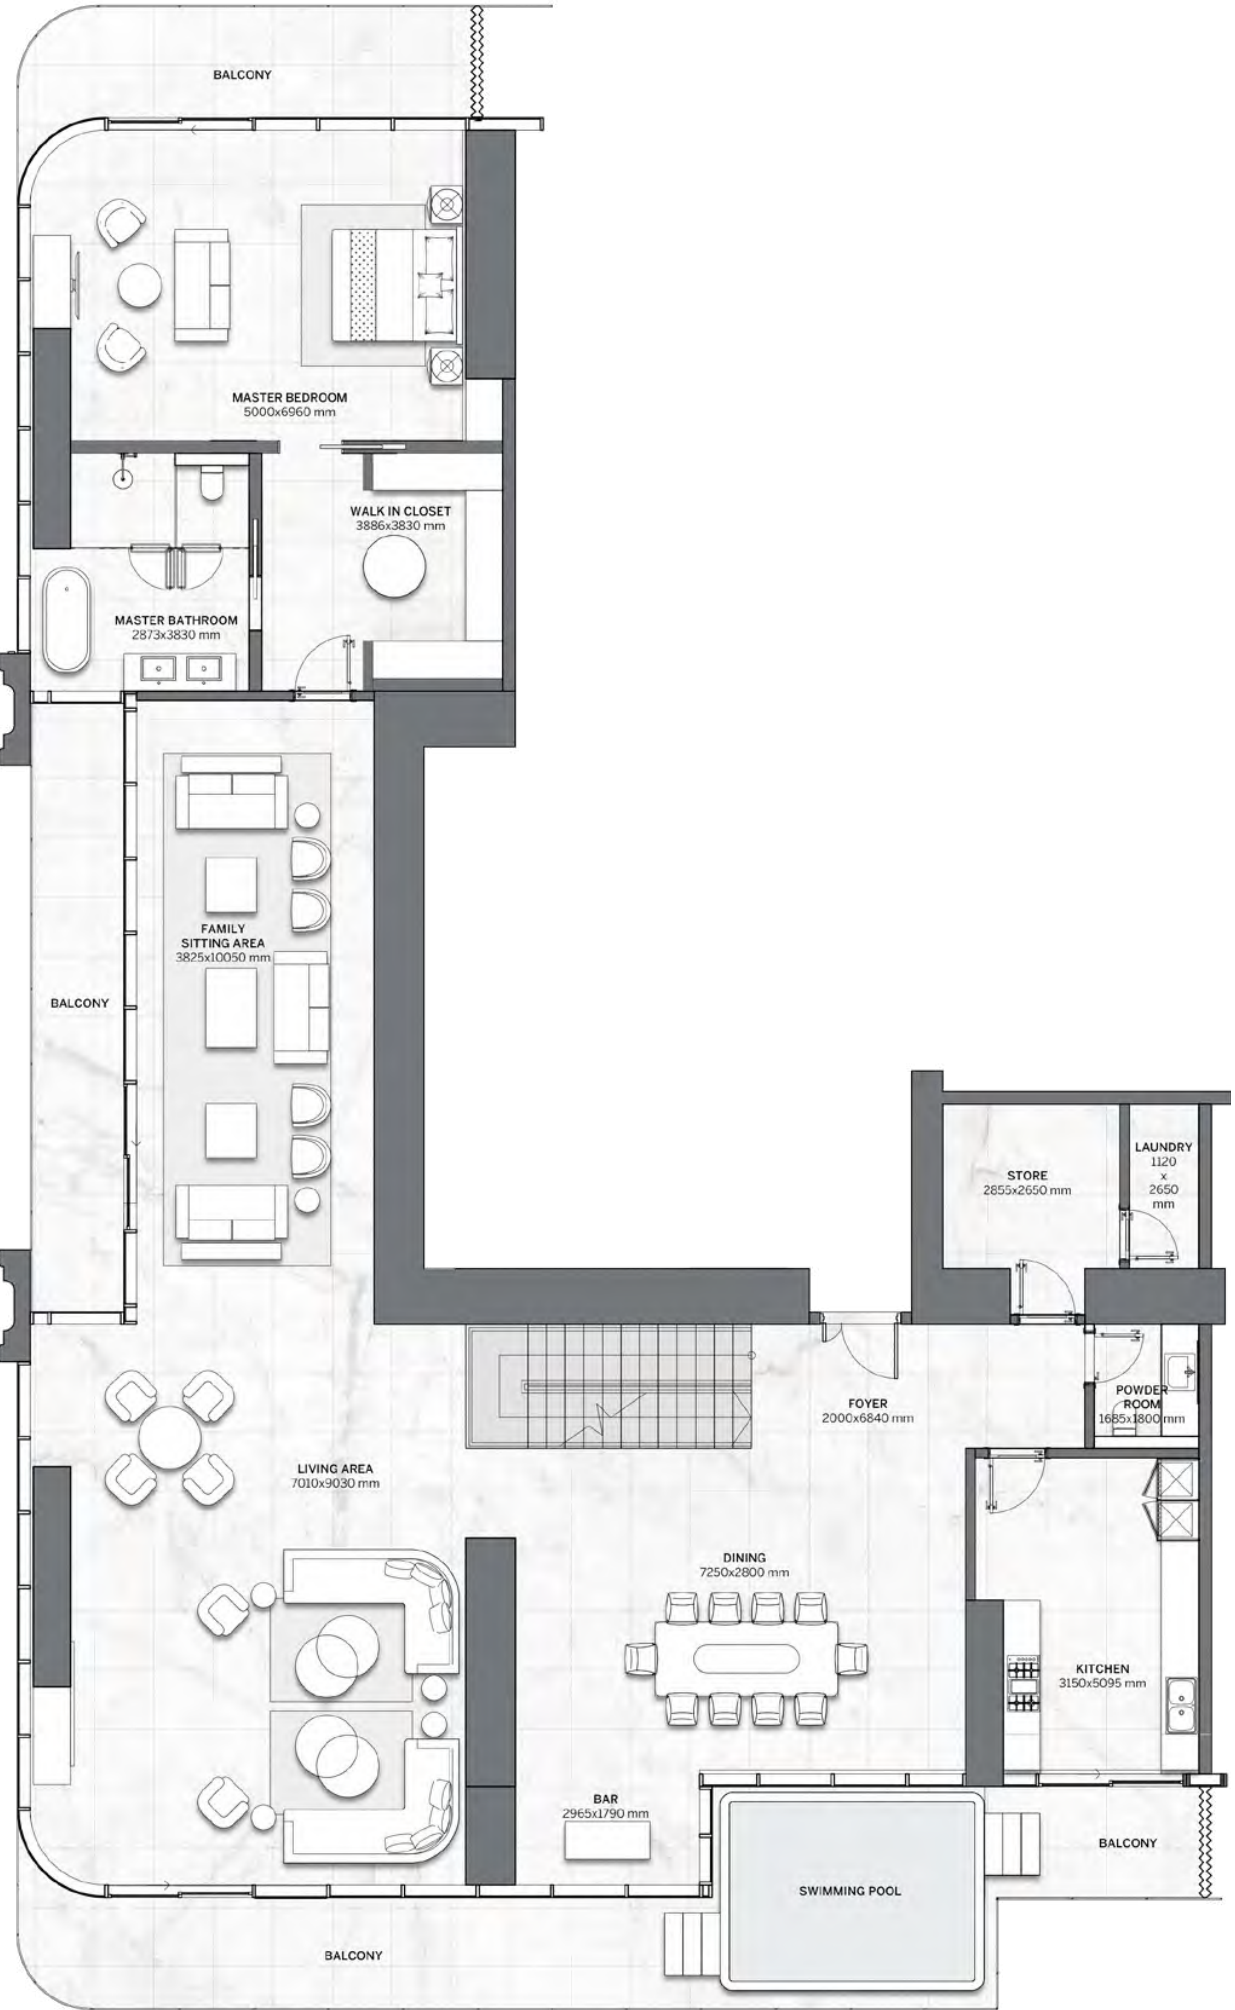 BALCONY
MASTER BEDROOM
5000x6960 mm
WALK IN CLOSET
3886x3830 mm
MASTER BATHROOM
2873x3830 mm
FAMILY
SITTING AREA
3825x10050 mm
BALCONY
LAUNDRY
1120
x
2650
mm
STORE
2855x2650 mm
POWDER
ROOM
1685x1800 mm
FOYER
2000x6840 mm
LIVING AREA
7010x9030 mm
DINING
7250x2800 mm
KITCHEN
3150x5095 mm
BAR
2965x1790 mm
BALCONY
SWIMMING POOL
BALCONY